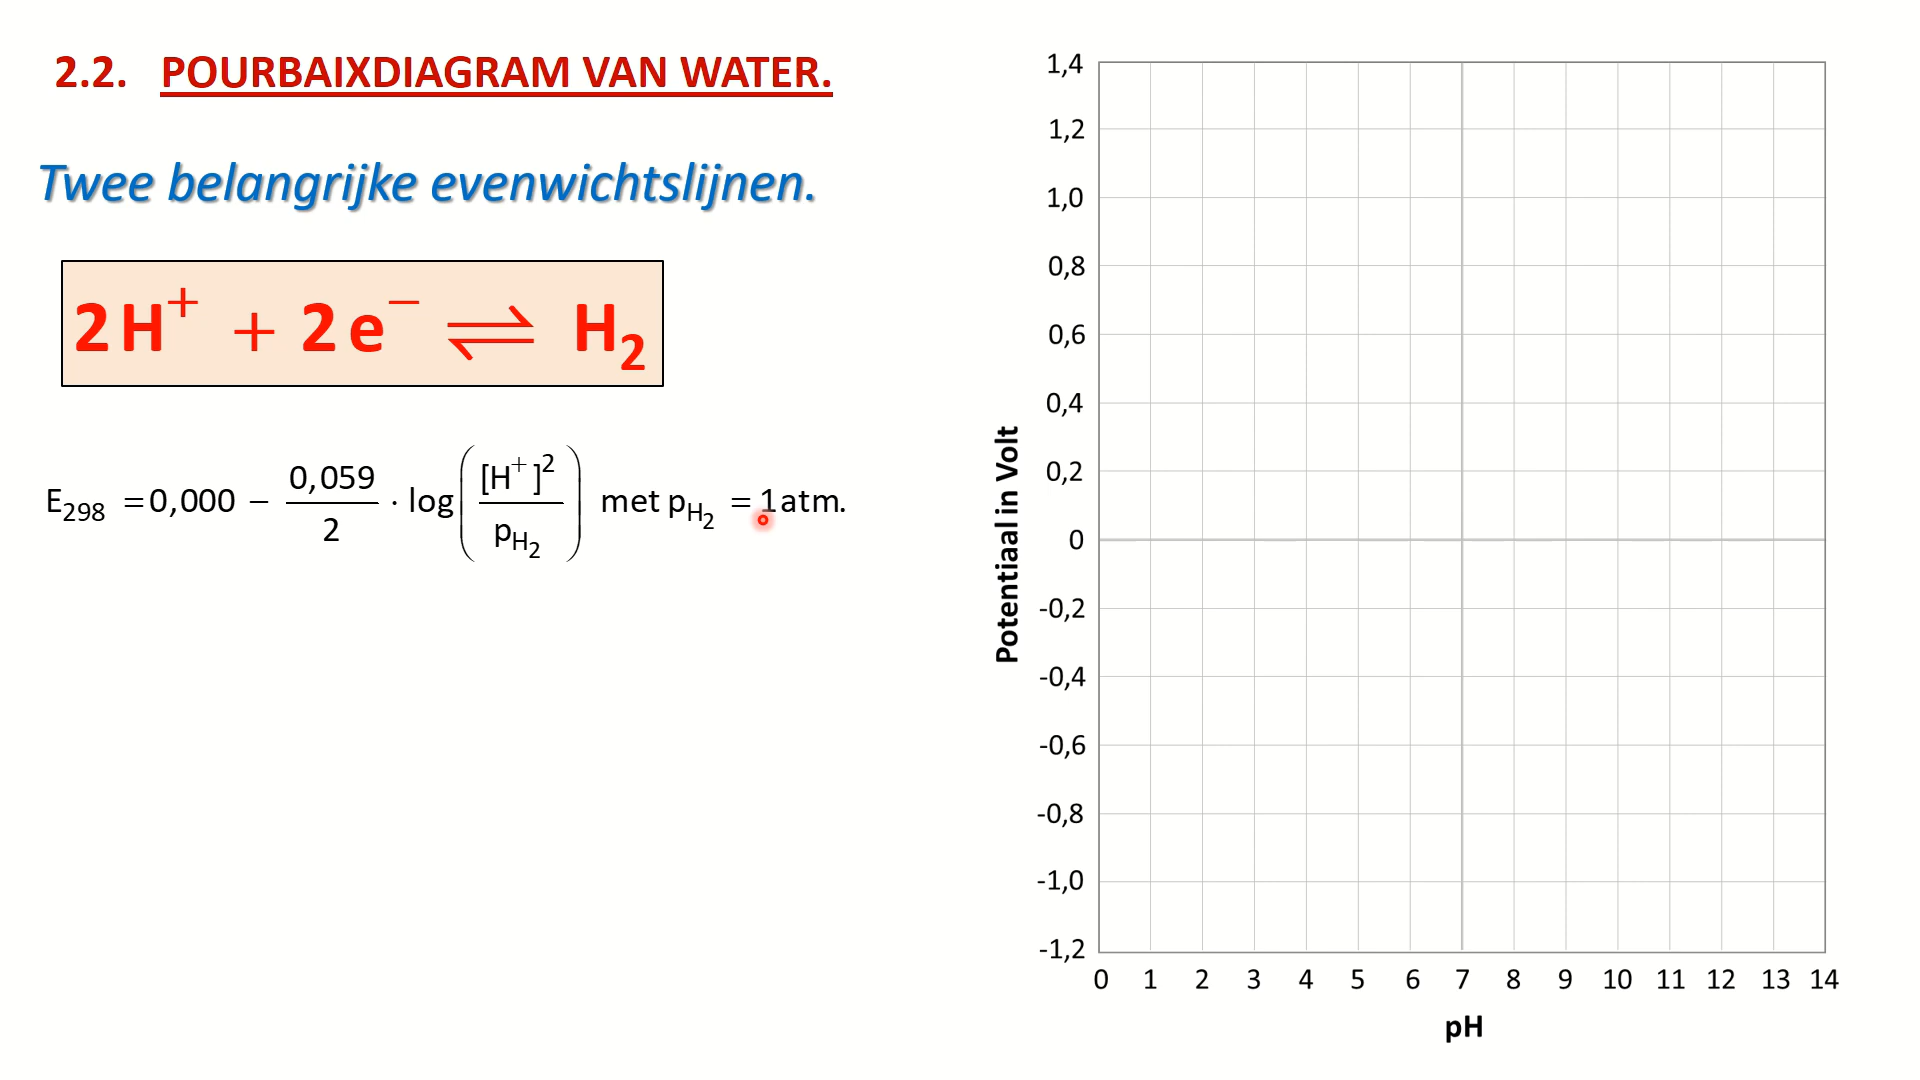 2.2. POURBAIXDIAGRAM VAN WATER.
Twee belangrijke evenwichtslijnen.
2 H⁺ + 2 e⁻ ⇌ H₂
E₂₉₈ = 0,000 − 0,059/2 · log([H⁺]²/p_H₂) met p_H₂ = 1 atm.
Potentiaal in Volt
1,4
1,2
1,0
0,8
0,6
0,4
0,2
0
-0,2
-0,4
-0,6
-0,8
-1,0
-1,2
0 1 2 3 4 5 6 7 8 9 10 11 12 13 14
pH